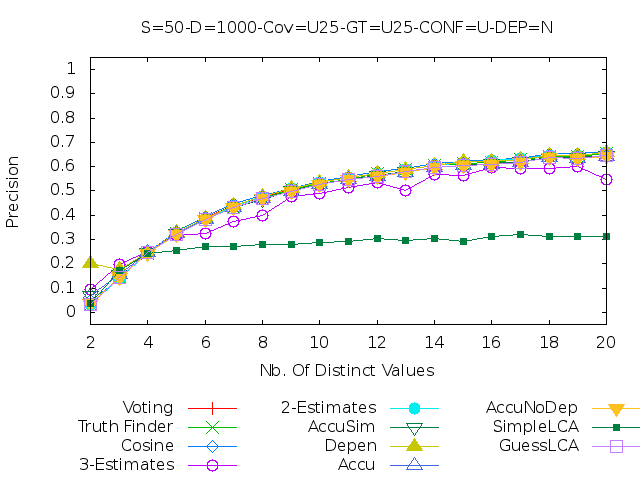 S=50-D=1000-Cov=U25-GT=U25-CONF=U-DEP=N
Precision
1
0.9
0.8
0.7
0.6
0.5
0.4
0.3
0.2
0.1
0
2 4 6 8 10 12 14 16 18 20
Nb. Of Distinct Values
Voting 2-Estimates AccuNoDep
Truth Finder AccuSim SimpleLCA
Cosine Depen GuessLCA
3-Estimates Accu